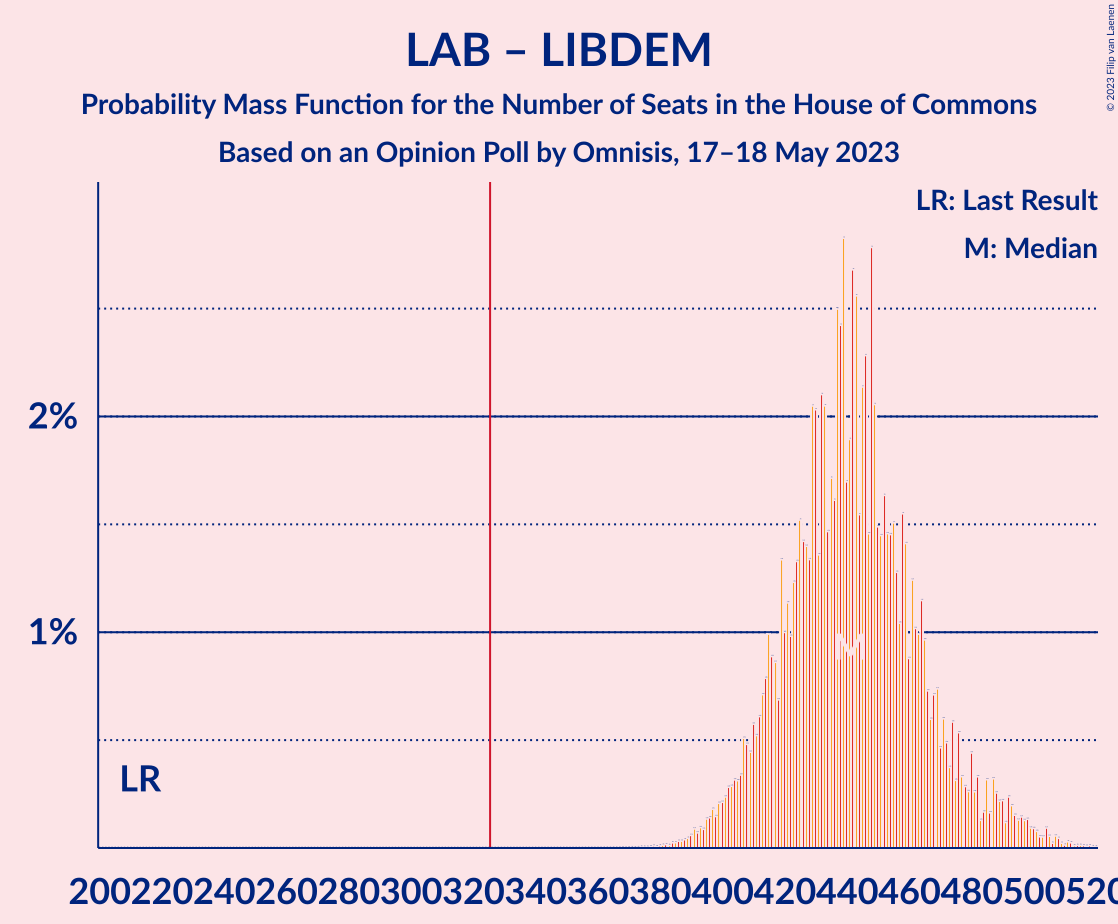 LAB – LIBDEM
Probability Mass Function for the Number of Seats in the House of Commons
Based on an Opinion Poll by Omnisis, 17–18 May 2023
© 2023 Filip van Laenen
LR: Last Result
M: Median
2%
1%
M
LR
200220240260280300320340360380400420440460480500520